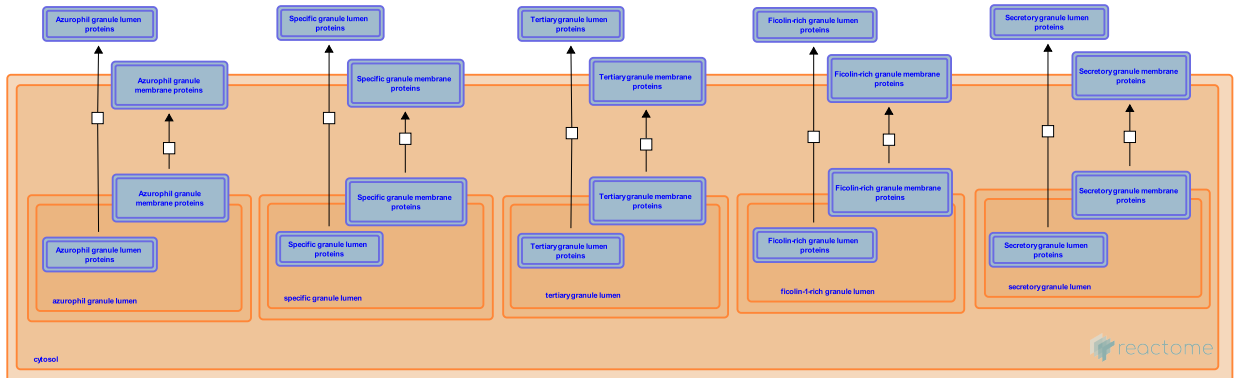 Azurophil granule lumen
proteins
Specific granule lumen
proteins
Tertiary granule lumen
proteins
Ficolin-rich granule lumen
proteins
Secretory granule lumen
proteins
Azurophil granule
membrane proteins
Specific granule membrane
proteins
Tertiary granule membrane
proteins
Ficolin-rich granule membrane
proteins
Secretory granule membrane
proteins
Azurophil granule
membrane proteins
Specific granule membrane
proteins
Tertiary granule membrane
proteins
Ficolin-rich granule membrane
proteins
Secretory granule membrane
proteins
Azurophil granule lumen
proteins
Specific granule lumen
proteins
Tertiary granule lumen
proteins
Ficolin-rich granule lumen
proteins
Secretory granule lumen
proteins
azurophil granule lumen
specific granule lumen
tertiary granule lumen
ficolin-1-rich granule lumen
secretory granule lumen
cytosol
reactome